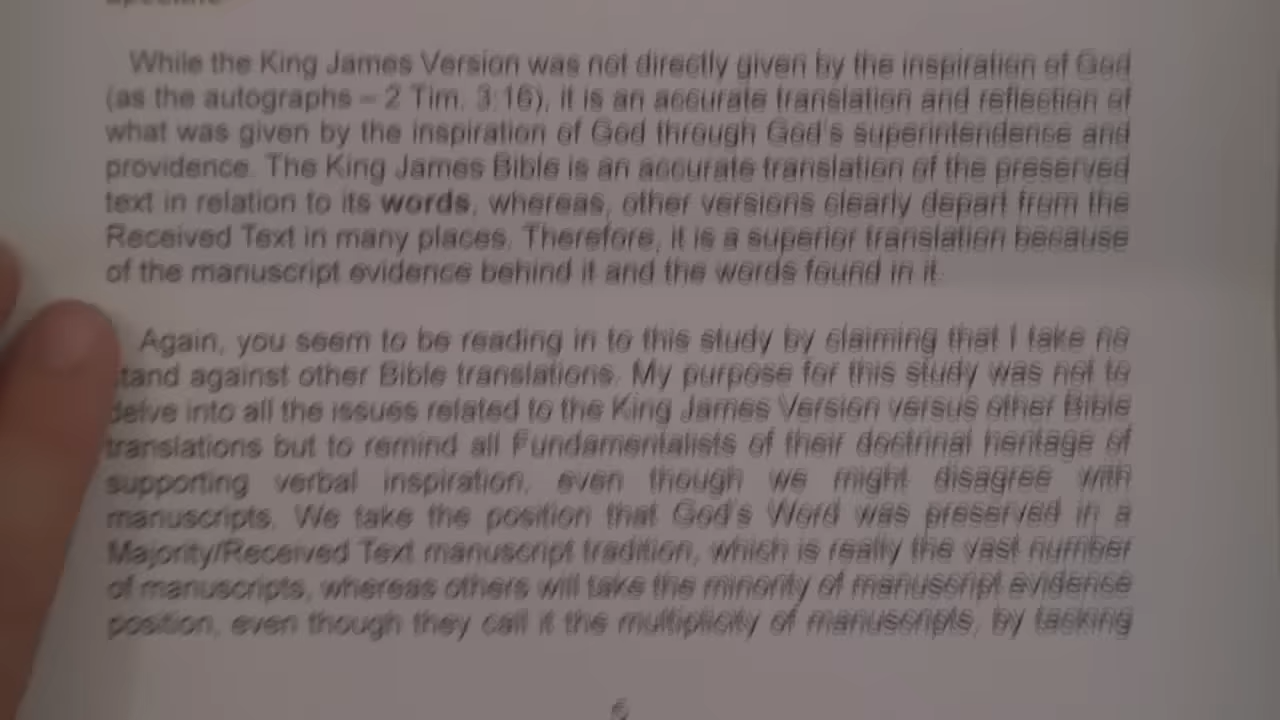 While the King James Version was not directly given by the inspiration of God
(as the autographs – 2 Tim. 3:16), it is an accurate translation and reflection of
what was given by the inspiration of God through God's superintendence and
providence. The King James Bible is an accurate translation of the preserved
text in relation to its words, whereas, other versions clearly depart from the
Received Text in many places. Therefore, it is a superior translation because
of the manuscript evidence behind it and the words found in it.
Again, you seem to be reading in to this study by claiming that I take no
stand against other Bible translations. My purpose for this study was not to
delve into all the issues related to the King James Version versus other Bible
translations but to remind all Fundamentalists of their doctrinal heritage of
supporting verbal inspiration, even though we might disagree with
manuscripts. We take the position that God's Word was preserved in a
Majority/Received Text manuscript tradition, which is really the vast number
of manuscripts, whereas others will take the minority of manuscript evidence
position, even though they call it the multiplicity of manuscripts, by tacking